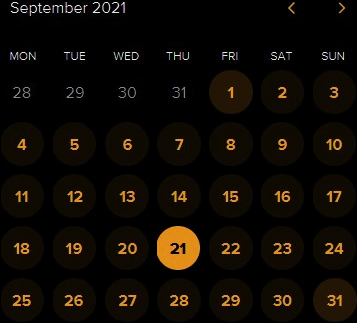 September 2021
MON TUE WED THU FRI SAT SUN
28 29 30 31 1 2 3
4 5 6 7 8 9 10
11 12 13 14 15 16 17
18 19 20 21 22 23 24
25 26 27 28 29 30 31